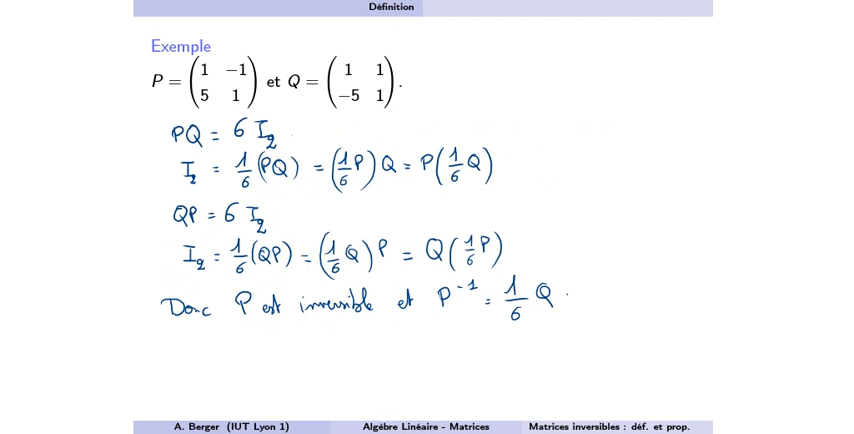 Définition
Exemple
P = (1 −1; 5 1) et Q = (1 1; −5 1).
PQ = 6 I₂
I₂ = 1/6 (PQ) = (1/6 P) Q = P (1/6 Q)
QP = 6 I₂
I₂ = 1/6 (QP) = (1/6 Q) P = Q (1/6 P)
Donc P est inversible et P⁻¹ = 1/6 Q.
A. Berger (IUT Lyon 1) Algèbre Linéaire - Matrices Matrices inversibles : déf. et prop.